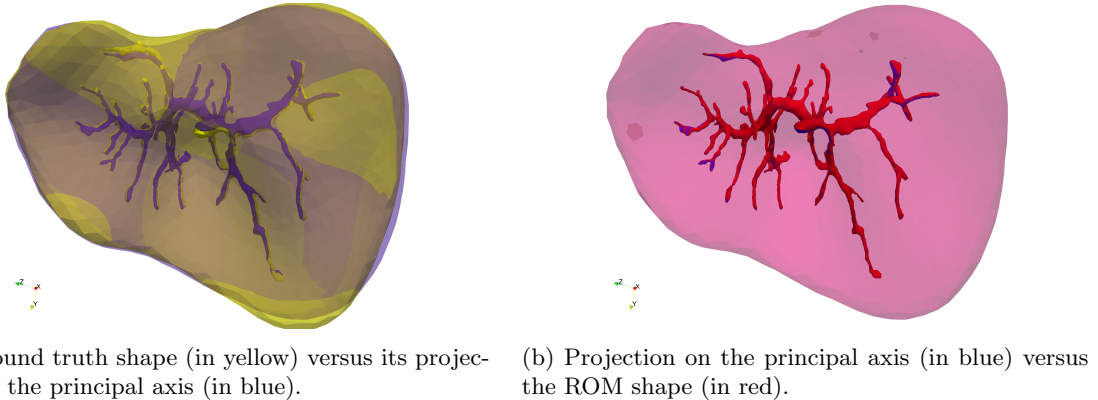 Z
X
Y
Z
X
Y
ound truth shape (in yellow) versus its projec-
the principal axis (in blue).
(b) Projection on the principal axis (in blue) versus
the ROM shape (in red).